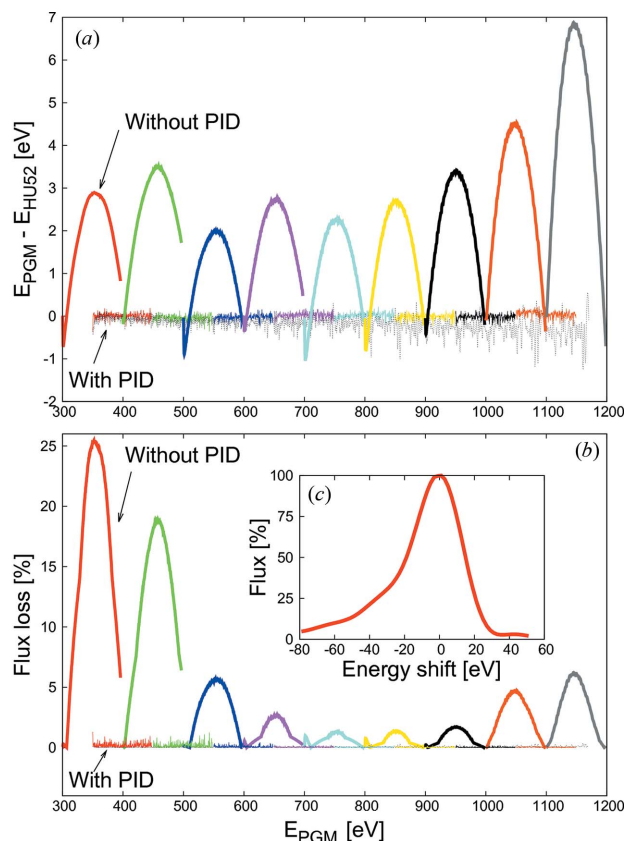 (a)
Without PID
With PID
E_PGM - E_HU52 [eV]
7
6
5
4
3
2
1
0
-1
-2
300 400 500 600 700 800 900 1000 1100 1200
(b)
Without PID
With PID
Flux loss [%]
25
20
15
10
5
0
(c)
Flux [%]
100
75
50
25
0
-80 -60 -40 -20 0 20 40 60
Energy shift [eV]
300 400 500 600 700 800 900 1000 1100 1200
E_PGM [eV]